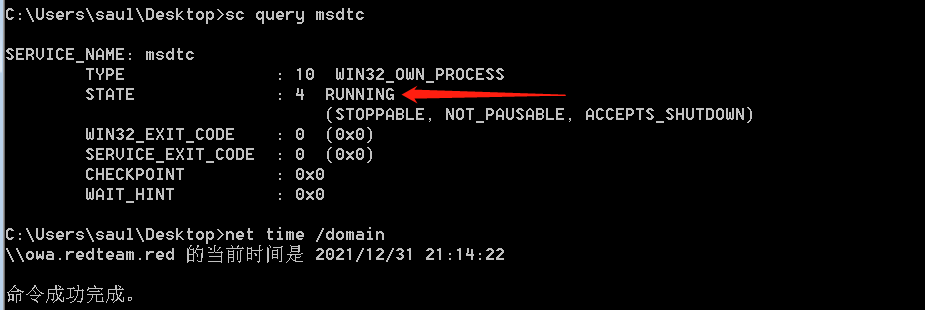 C:\Users\saul\Desktop>sc query msdtc
SERVICE_NAME: msdtc
TYPE : 10 WIN32_OWN_PROCESS
STATE : 4 RUNNING
(STOPPABLE, NOT_PAUSABLE, ACCEPTS_SHUTDOWN)
WIN32_EXIT_CODE : 0 (0x0)
SERVICE_EXIT_CODE : 0 (0x0)
CHECKPOINT : 0x0
WAIT_HINT : 0x0
C:\Users\saul\Desktop>net time /domain
\\owa.redteam.red 的当前时间是 2021/12/31 21:14:22
命令成功完成。